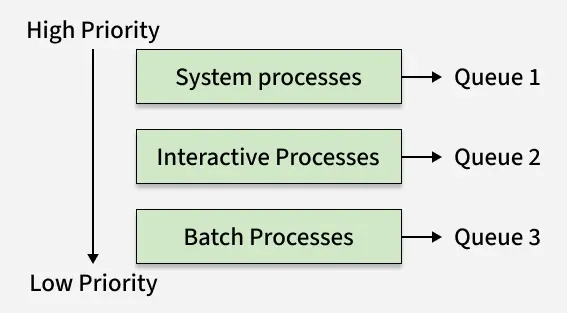 High Priority
System processes
Queue 1
Interactive Processes
Queue 2
Batch Processes
Queue 3
Low Priority